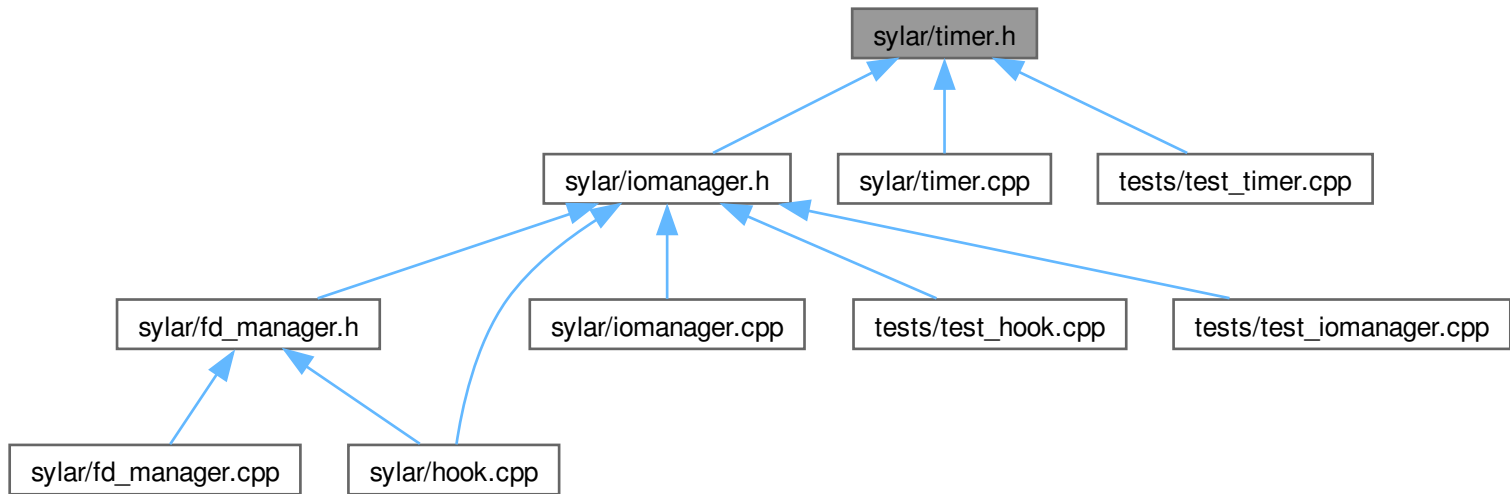 sylar/timer.h
sylar/iomanager.h
sylar/timer.cpp
tests/test_timer.cpp
sylar/fd_manager.h
sylar/iomanager.cpp
tests/test_hook.cpp
tests/test_iomanager.cpp
sylar/fd_manager.cpp
sylar/hook.cpp